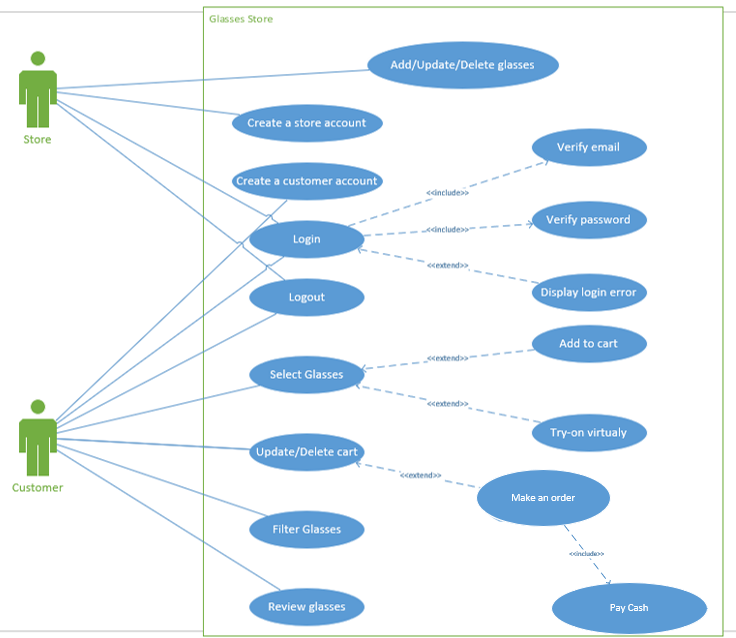 Glasses Store
Add/Update/Delete glasses
Store
Create a store account
Verify email
Create a customer account
<<include>>
Verify password
<<include>>
Login
<<extend>>
Display login error
Logout
Add to cart
<<extend>>
Select Glasses
<<extend>>
Try-on virtualy
Update/Delete cart
<<extend>>
Customer
Make an order
Filter Glasses
<<include>>
Review glasses
Pay Cash